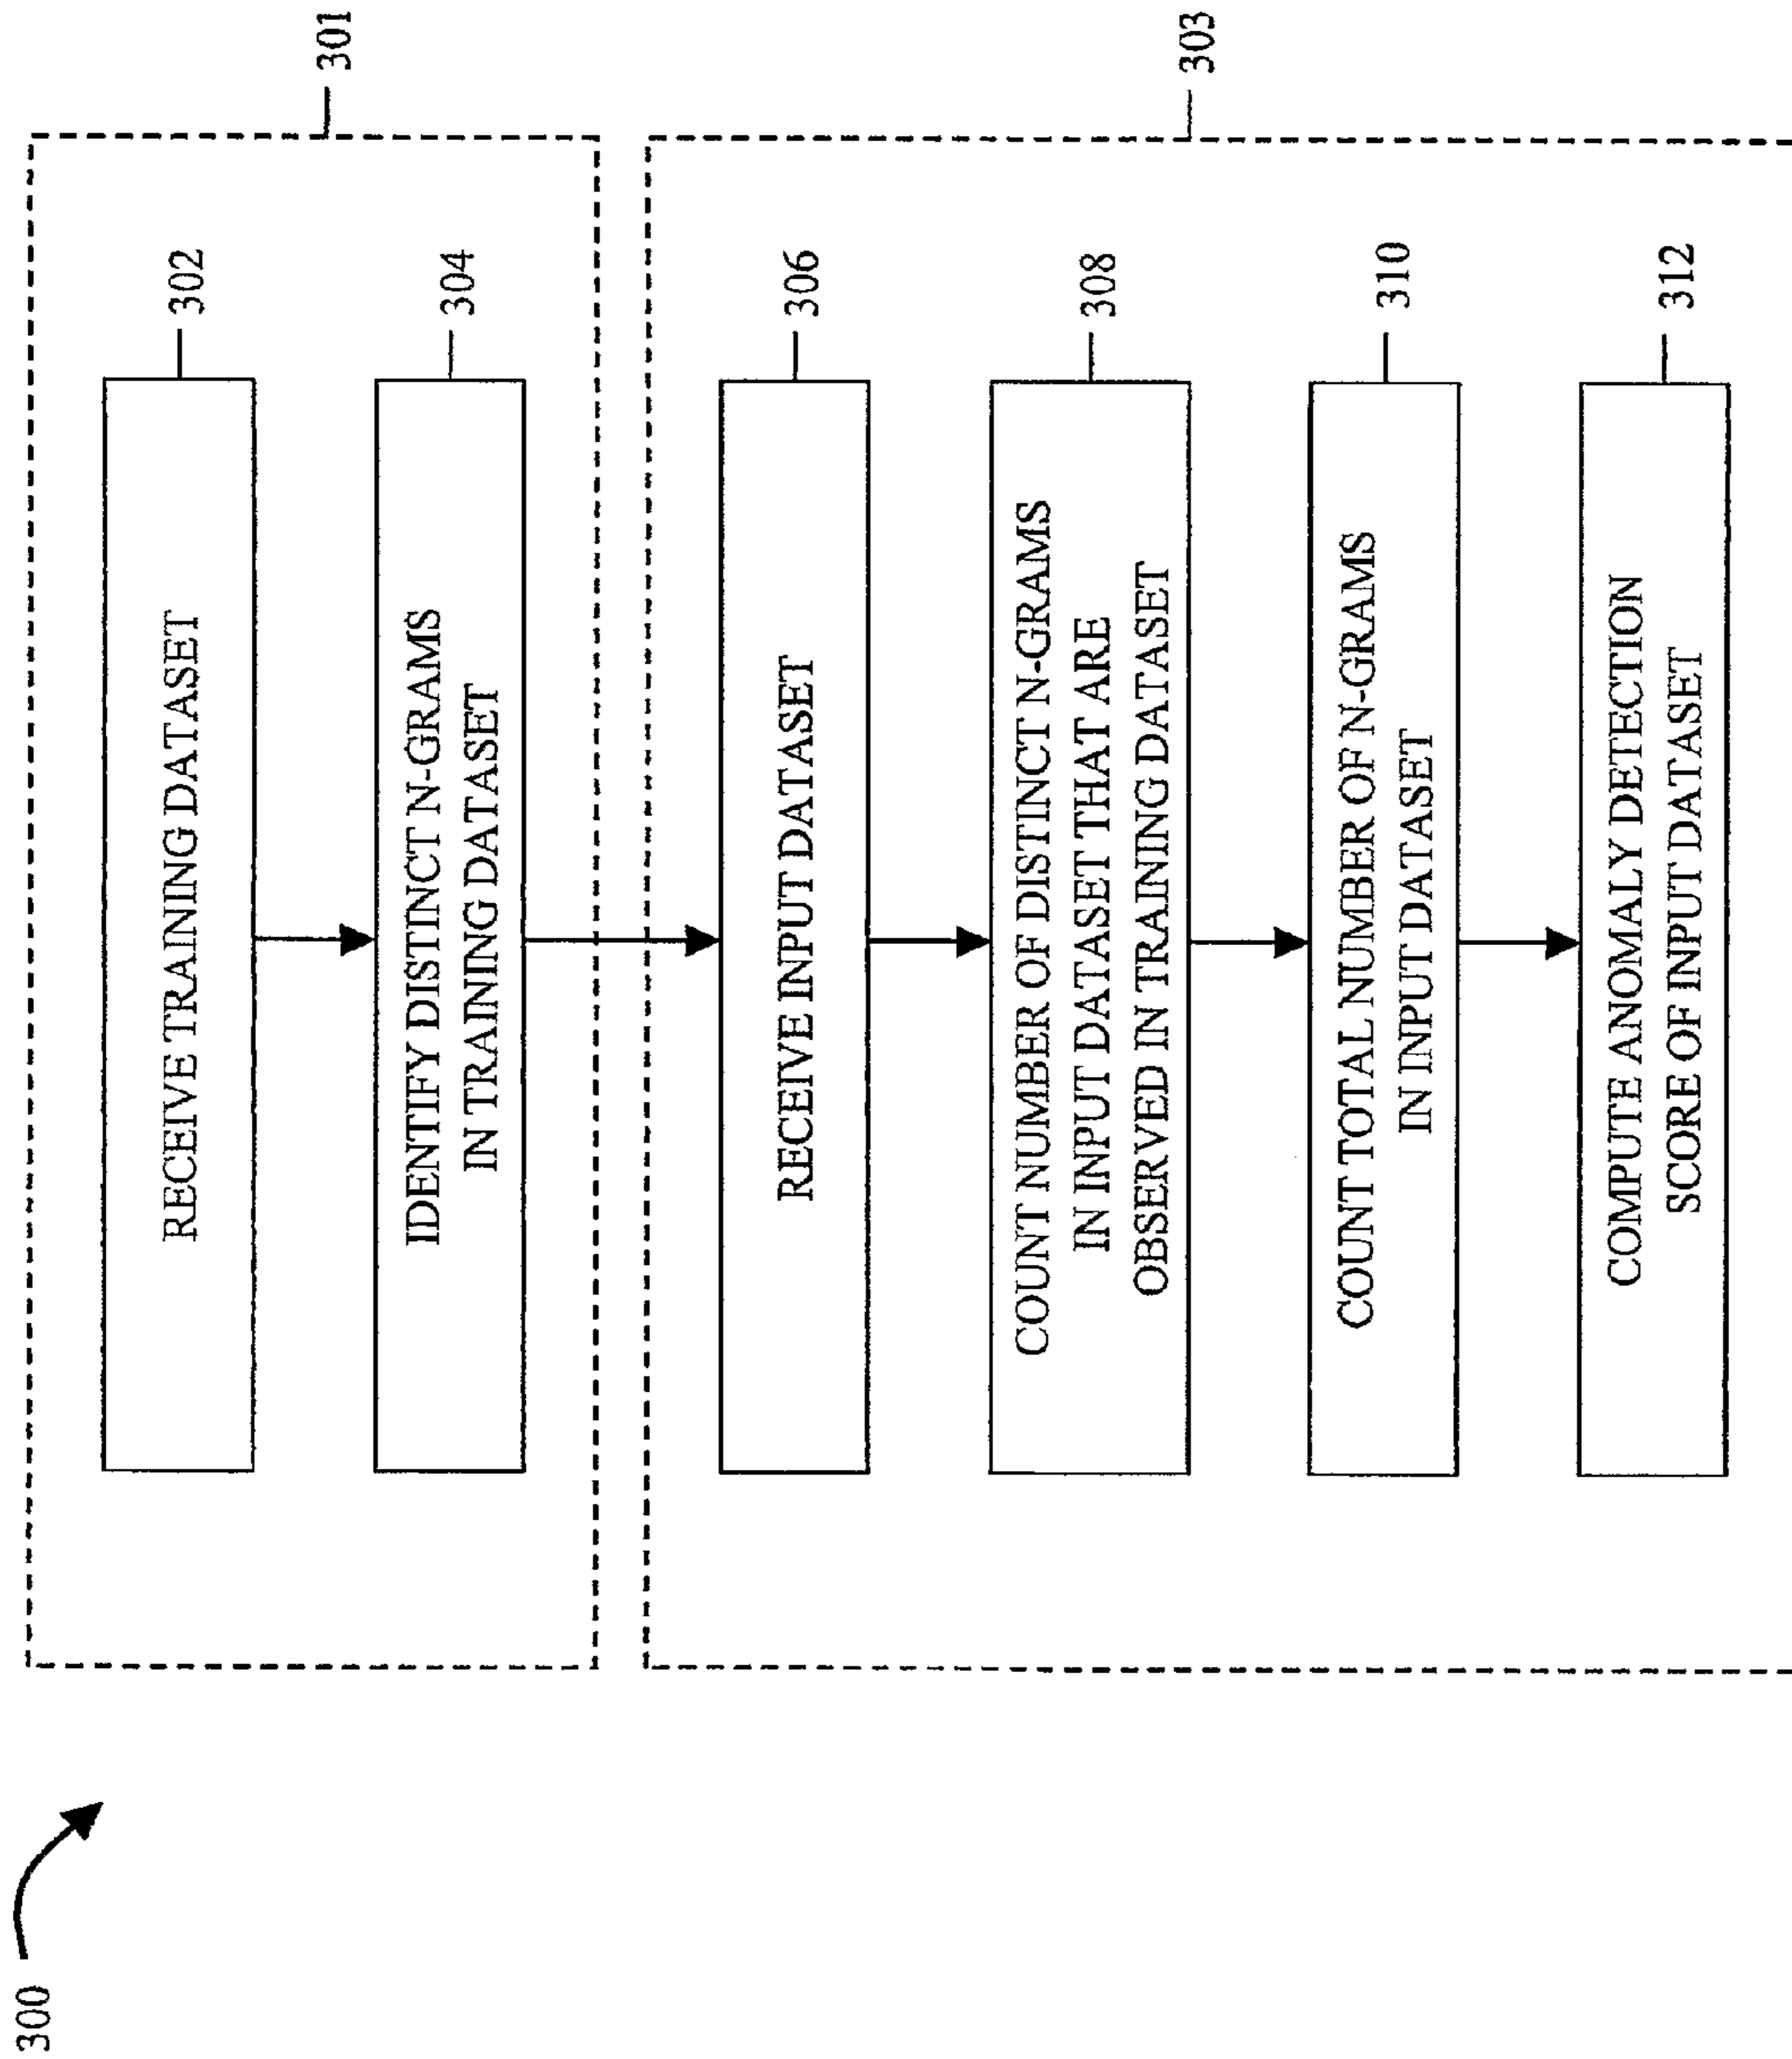 300
301
RECEIVE TRAINING DATASET
302
IDENTIFY DISTINCT N-GRAMS
IN TRAINING DATASET
304
303
RECEIVE INPUT DATASET
306
COUNT NUMBER OF DISTINCT N-GRAMS
IN INPUT DATASET THAT ARE
OBSERVED IN TRAINING DATASET
308
COUNT TOTAL NUMBER OF N-GRAMS
IN INPUT DATASET
310
COMPUTE ANOMALY DETECTION
SCORE OF INPUT DATASET
312